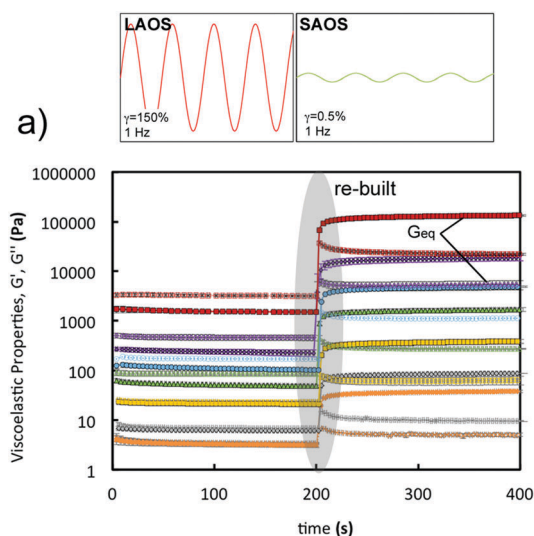 LAOS
SAOS
γ=150%
1 Hz
γ=0.5%
1 Hz
a)
re-built
Geq
Viscoelastic Properties, G', G'' (Pa)
1000000
100000
10000
1000
100
10
1
0 100 200 300 400
time (s)